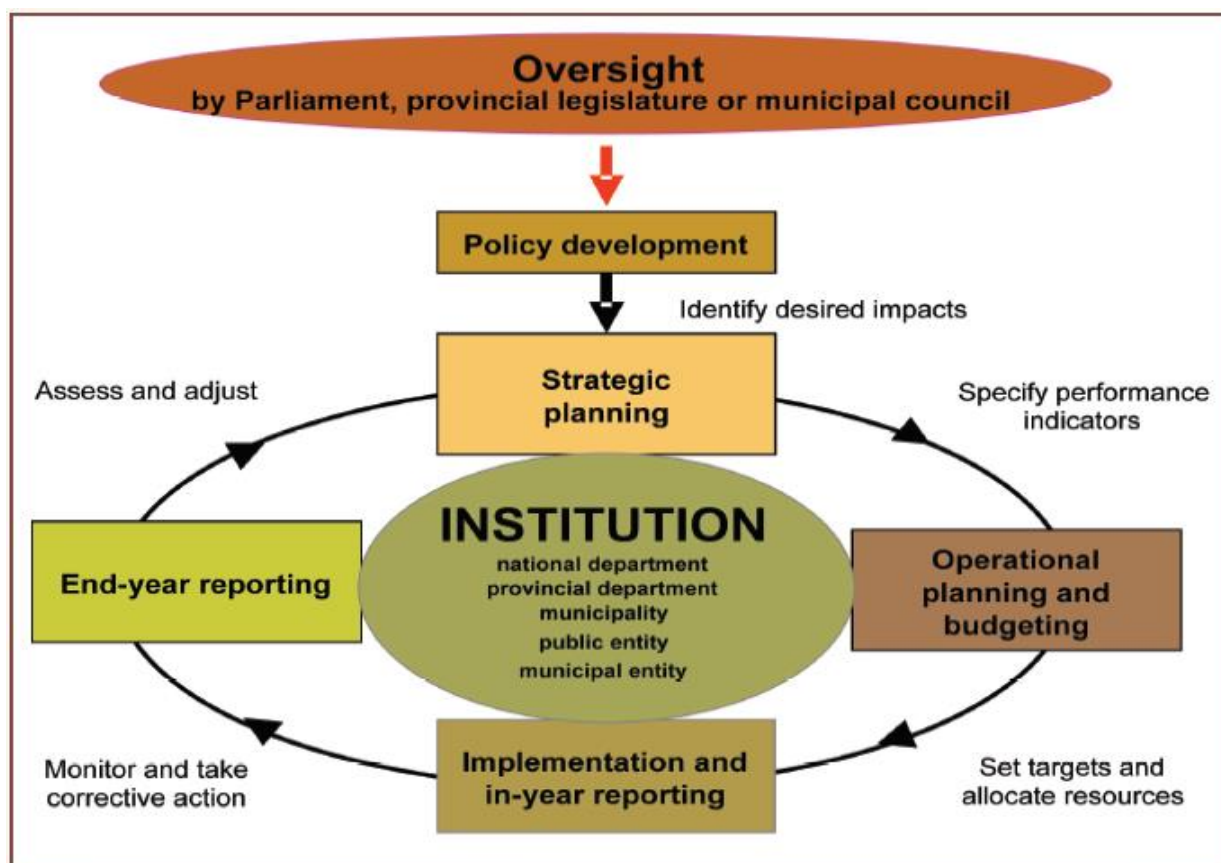 Oversight
by Parliament, provincial legislature or municipal council
Policy development
Identify desired impacts
Strategic
planning
Assess and adjust
Specify performance
indicators
INSTITUTION
national department
provincial department
municipality
public entity
municipal entity
End-year reporting
Operational
planning and
budgeting
Implementation and
in-year reporting
Monitor and take
corrective action
Set targets and
allocate resources